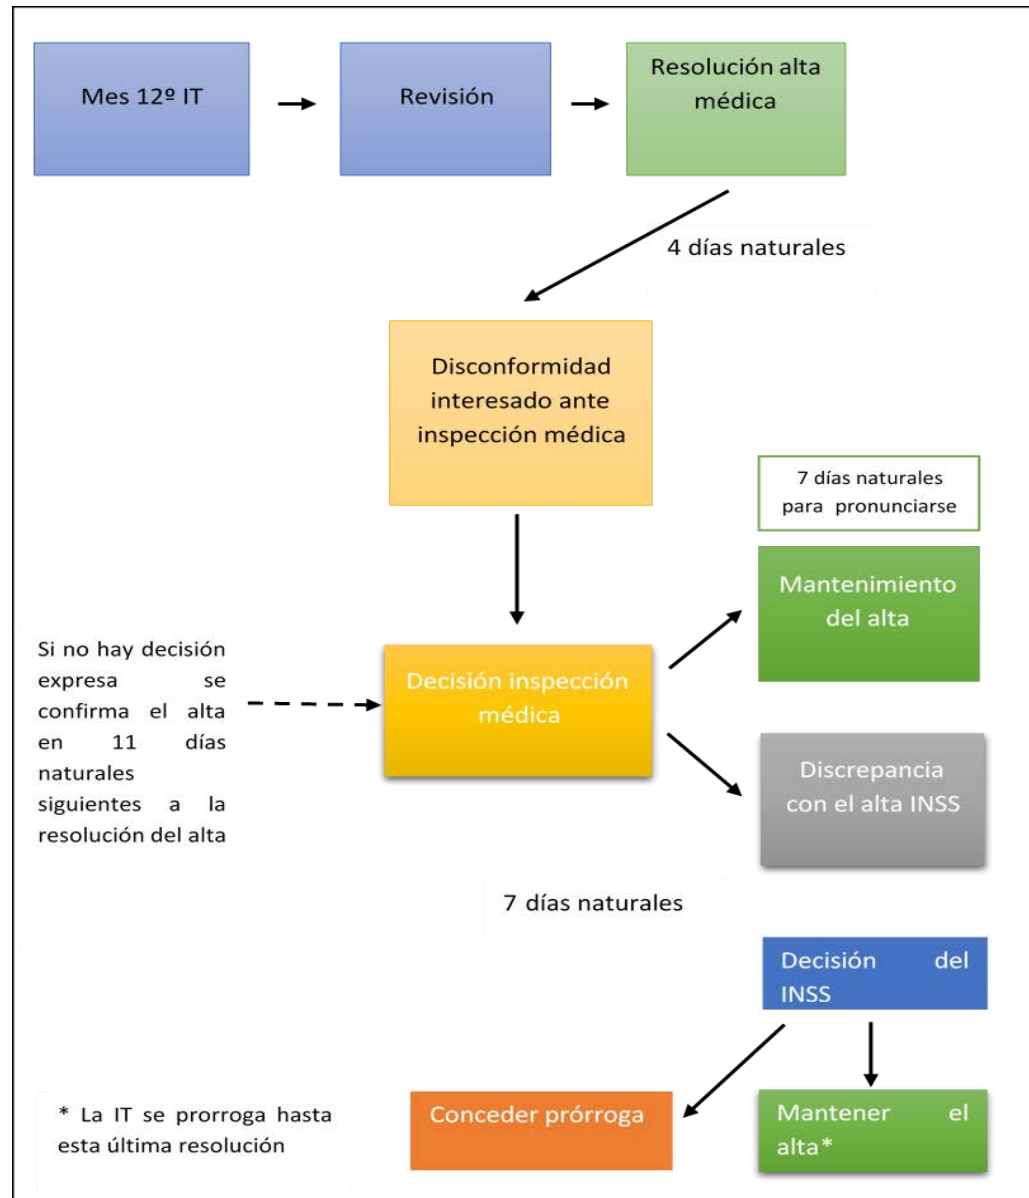 Mes 12º IT
Revisión
Resolución alta
médica
4 días naturales
Disconformidad
interesado ante
inspección médica
7 días naturales
para pronunciarse
Mantenimiento
del alta
Si no hay decisión
expresa se
confirma el alta
en 11 días
naturales
siguientes a la
resolución del alta
Decisión inspección
médica
Discrepancia
con el alta INSS
7 días naturales
Decisión del
INSS
* La IT se prorroga hasta
esta última resolución
Conceder prórroga
Mantener el
alta*